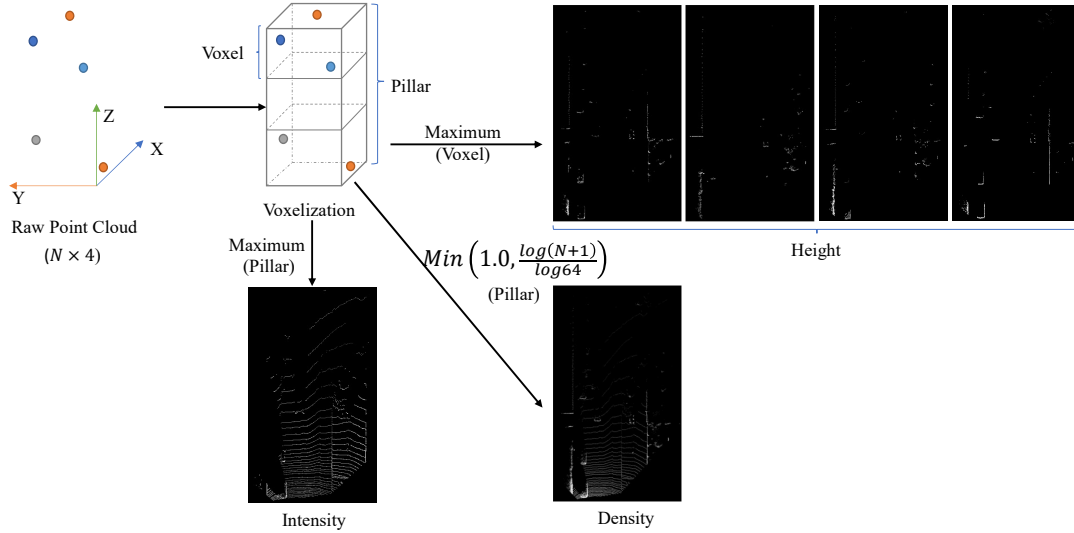 Voxel
Pillar
Z
X
Y
Maximum
(Voxel)
Raw Point Cloud
(N × 4)
Voxelization
Maximum
(Pillar)
Min (1.0, log(N+1)/log64)
(Pillar)
Height
Intensity
Density